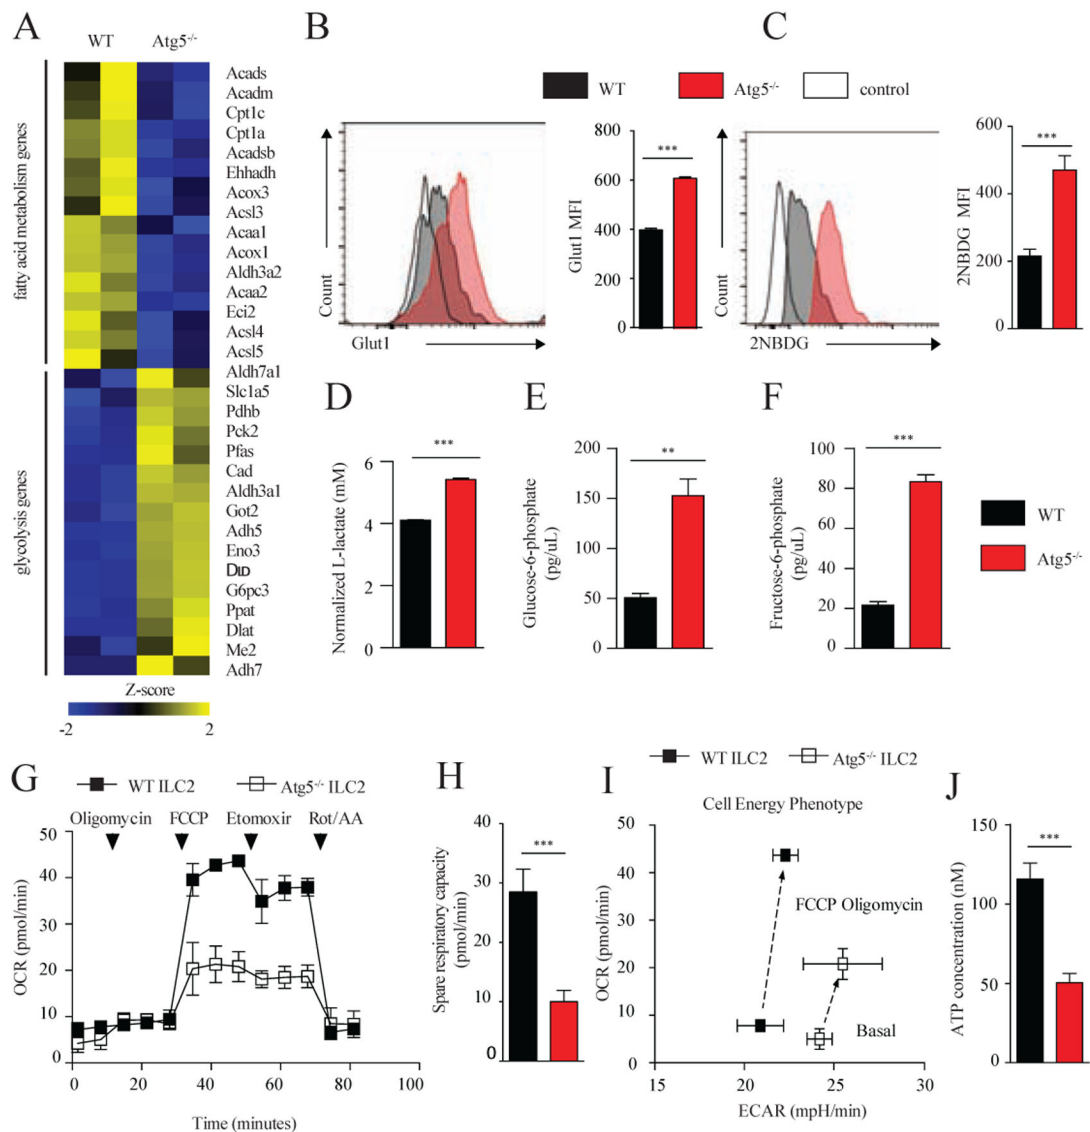 A
WT Atg5-/-
fatty acid metabolism genes
glycolysis genes
Acads
Acadm
Cpt1c
Cpt1a
Acadsb
Ehhadh
Acox3
Acsl3
Acaa1
Acox1
Aldh3a2
Acaa2
Eci2
Acsl4
Acsl5
Aldh7a1
Slc1a5
Pdhb
Pck2
Pfas
Cad
Aldh3a1
Got2
Adh5
Eno3
G6pc3
Ppat
Dlat
Me2
Adh7
Z-score
-2 2
B
C
WT Atg5-/- control
Count
Glut1
Glut1 MFI
800
600
400
200
0
***
Count
2NBDG
2NBDG MFI
600
400
200
0
***
D
Normalized L-lactate (mM)
6
4
2
0
***
E
Glucose-6-phosphate
(pg/uL)
200
150
100
50
0
**
F
Fructose-6-phosphate
(pg/uL)
100
80
60
40
20
0
***
WT
Atg5-/-
G
WT ILC2 Atg5-/- ILC2
Oligomycin FCCP Etomoxir Rot/AA
OCR (pmol/min)
50
40
30
20
10
0
0 20 40 60 80 100
Time (minutes)
H
Spare respiratory capacity
(pmol/min)
40
30
20
10
0
***
I
WT ILC2 Atg5-/- ILC2
Cell Energy Phenotype
OCR (pmol/min)
50
40
30
20
10
0
FCCP Oligomycin
Basal
15 20 25 30
ECAR (mpH/min)
J
ATP concentration (nM)
150
100
50
0
***